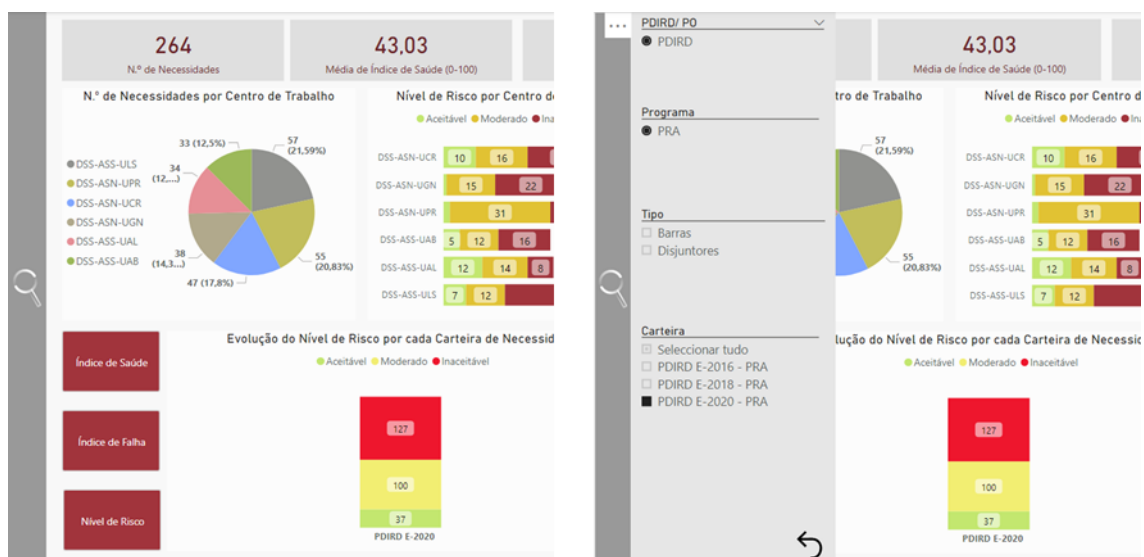 264
N.º de Necessidades
43,03
Média de Índice de Saúde (0-100)
N.º de Necessidades por Centro de Trabalho
DSS-ASS-ULS
DSS-ASN-UPR
DSS-ASN-UCR
DSS-ASN-UGN
DSS-ASS-UAL
DSS-ASS-UAB
33 (12,5%)
57
(21,59%)
34
(12,...)
38
(14,3...)
47 (17,8%)
55
(20,83%)
Nível de Risco por Centro d
Aceitável Moderado Ina
DSS-ASN-UCR 10 16
DSS-ASN-UGN 15 22
DSS-ASN-UPR 31
DSS-ASS-UAB 5 12 16
DSS-ASS-UAL 12 14 8
DSS-ASS-ULS 7 12
Índice de Saúde
Índice de Falha
Nível de Risco
Evolução do Nível de Risco por cada Carteira de Necessid
Aceitável Moderado Inaceitável
127
100
37
PDIRD E-2020
...
PDIRD/ PO
PDIRD
Programa
PRA
Tipo
Barras
Disjuntores
Carteira
Seleccionar tudo
PDIRD E-2016 - PRA
PDIRD E-2018 - PRA
PDIRD E-2020 - PRA
43,03
Média de Índice de Saúde (0-100)
tro de Trabalho
57
(21,59%)
55
(20,83%)
Nível de Risco por Centro d
Aceitável Moderado Ina
DSS-ASN-UCR 10 16
DSS-ASN-UGN 15 22
DSS-ASN-UPR 31
DSS-ASS-UAB 5 12 16
DSS-ASS-UAL 12 14 8
DSS-ASS-ULS 7 12
lução do Nível de Risco por cada Carteira de Necessid
Aceitável Moderado Inaceitável
127
100
37
PDIRD E-2020